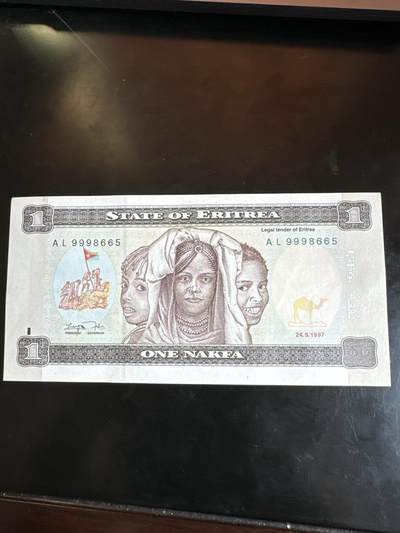 1 STATE OF ERITREA 1
Legal tender of Eritrea
AL 9998665 AL 9998665
24.5.1997
1 ONE NAKFA